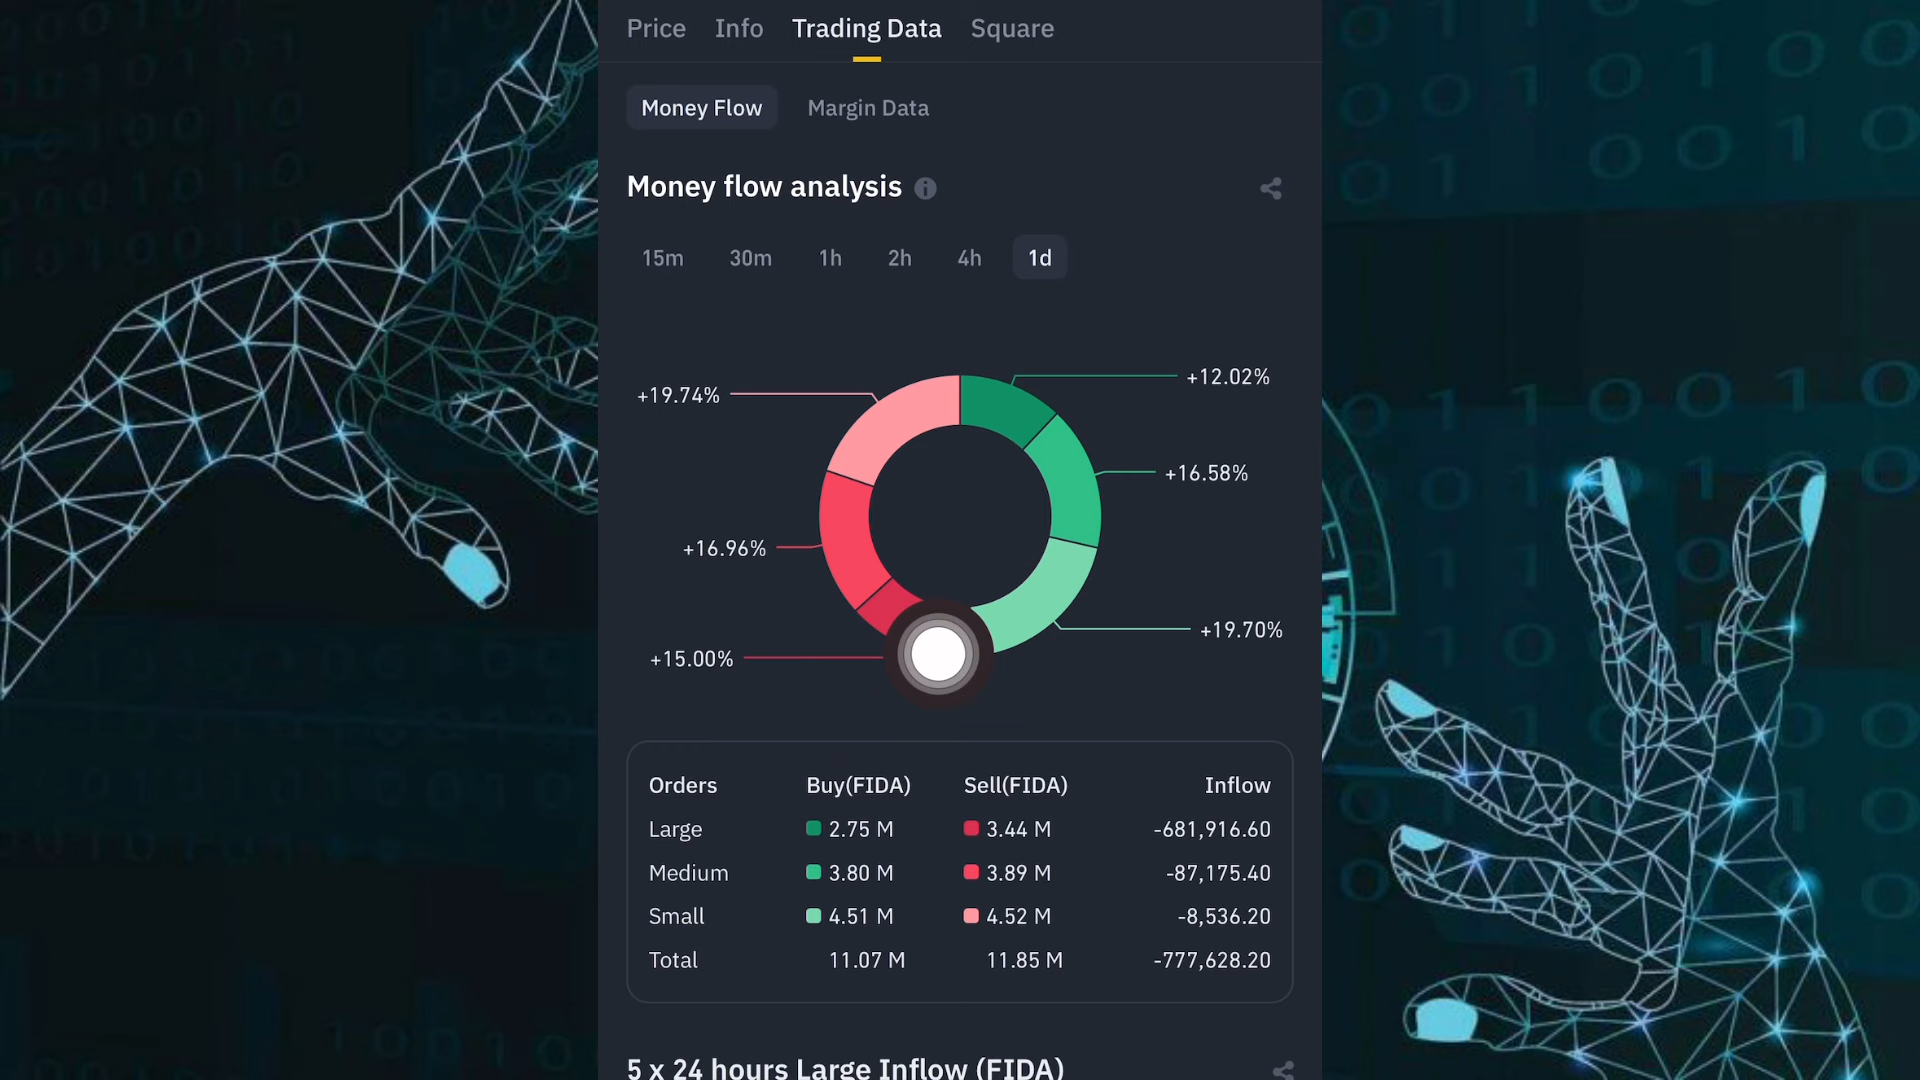 Price Info Trading Data Square
Money Flow Margin Data
Money flow analysis
15m 30m 1h 2h 4h 1d
+12.02%
+19.74%
+16.58%
+16.96%
+19.70%
+15.00%
Orders Buy(FIDA) Sell(FIDA) Inflow
Large 2.75 M 3.44 M -681,916.60
Medium 3.80 M 3.89 M -87,175.40
Small 4.51 M 4.52 M -8,536.20
Total 11.07 M 11.85 M -777,628.20
5 x 24 hours Large Inflow (FIDA)